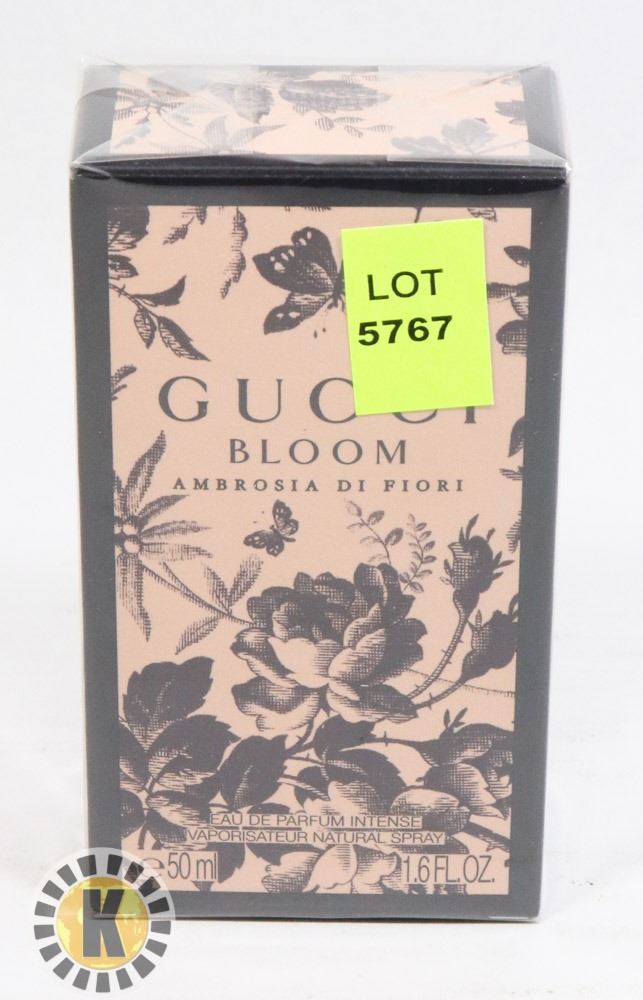 LOT
5767
GUCCI
BLOOM
AMBROSIA DI FIORI
EAU DE PARFUM INTENSE
VAPORISATEUR NATURAL SPRAY
℮ 50 ml
1.6 FL.OZ.
K